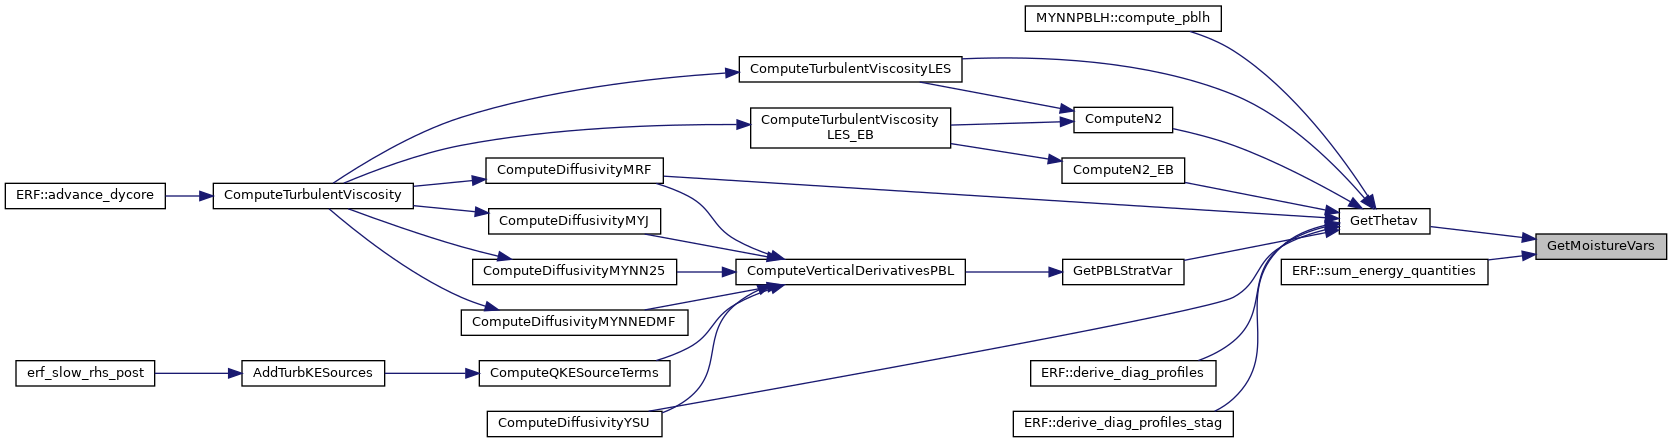 MYNNPBLH::compute_pblh
ComputeTurbulentViscosityLES
ComputeN2
ComputeTurbulentViscosity
LES_EB
ComputeDiffusivityMRF
ComputeN2_EB
ERF::advance_dycore
ComputeTurbulentViscosity
ComputeDiffusivityMYJ
GetThetav
GetMoistureVars
ComputeDiffusivityMYNN25
ComputeVerticalDerivativesPBL
GetPBLStratVar
ERF::sum_energy_quantities
ComputeDiffusivityMYNNEDMF
erf_slow_rhs_post
AddTurbKESources
ComputeQKESourceTerms
ERF::derive_diag_profiles
ComputeDiffusivityYSU
ERF::derive_diag_profiles_stag